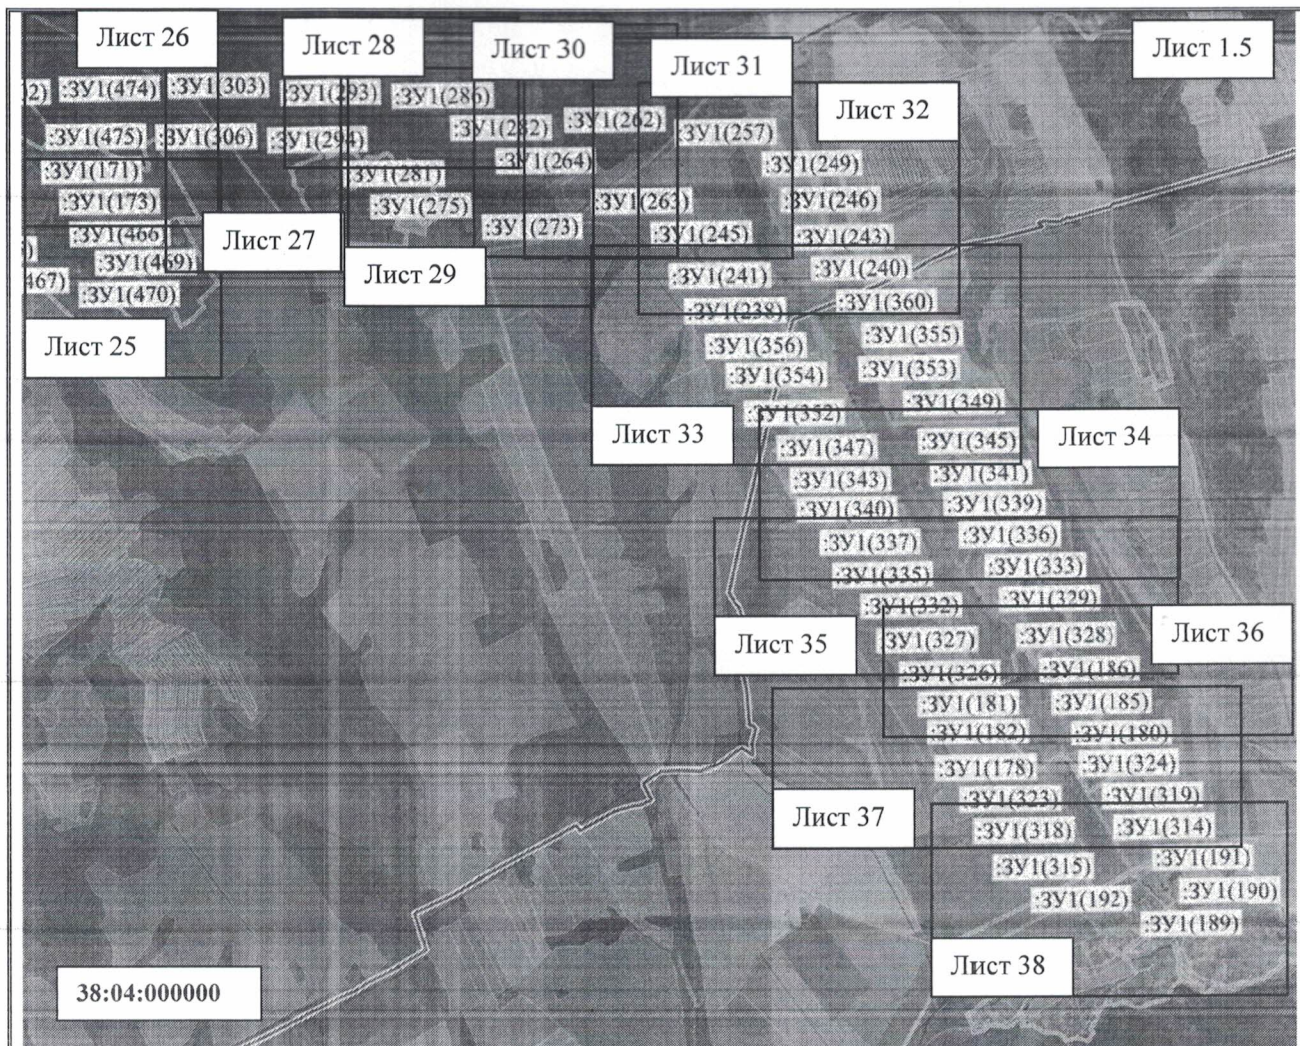 Лист 26
Лист 28
Лист 30
Лист 31
Лист 1.5
Лист 32
:ЗУ1(474)
:ЗУ1(303)
:ЗУ1(293)
:ЗУ1(286)
:ЗУ1(262)
:ЗУ1(257)
:ЗУ1(475)
:ЗУ1(306)
:ЗУ1(294)
:ЗУ1(282)
:ЗУ1(264)
:ЗУ1(249)
:ЗУ1(171)
:ЗУ1(281)
:ЗУ1(173)
:ЗУ1(275)
:ЗУ1(263)
:ЗУ1(246)
:ЗУ1(466)
Лист 27
:ЗУ1(273)
:ЗУ1(245)
:ЗУ1(243)
:ЗУ1(469)
Лист 29
:ЗУ1(241)
:ЗУ1(240)
467)
:ЗУ1(470)
:ЗУ1(238)
:ЗУ1(360)
Лист 25
:ЗУ1(356)
:ЗУ1(355)
:ЗУ1(354)
:ЗУ1(353)
:ЗУ1(352)
:ЗУ1(349)
Лист 33
:ЗУ1(347)
:ЗУ1(345)
Лист 34
:ЗУ1(343)
:ЗУ1(341)
:ЗУ1(340)
:ЗУ1(339)
:ЗУ1(337)
:ЗУ1(336)
:ЗУ1(335)
:ЗУ1(333)
:ЗУ1(332)
:ЗУ1(329)
Лист 35
:ЗУ1(327)
:ЗУ1(328)
Лист 36
:ЗУ1(326)
:ЗУ1(186)
:ЗУ1(181)
:ЗУ1(185)
:ЗУ1(182)
:ЗУ1(180)
:ЗУ1(178)
:ЗУ1(324)
:ЗУ1(323)
:ЗУ1(319)
Лист 37
:ЗУ1(318)
:ЗУ1(314)
:ЗУ1(315)
:ЗУ1(191)
:ЗУ1(192)
:ЗУ1(190)
:ЗУ1(189)
Лист 38
38:04:000000